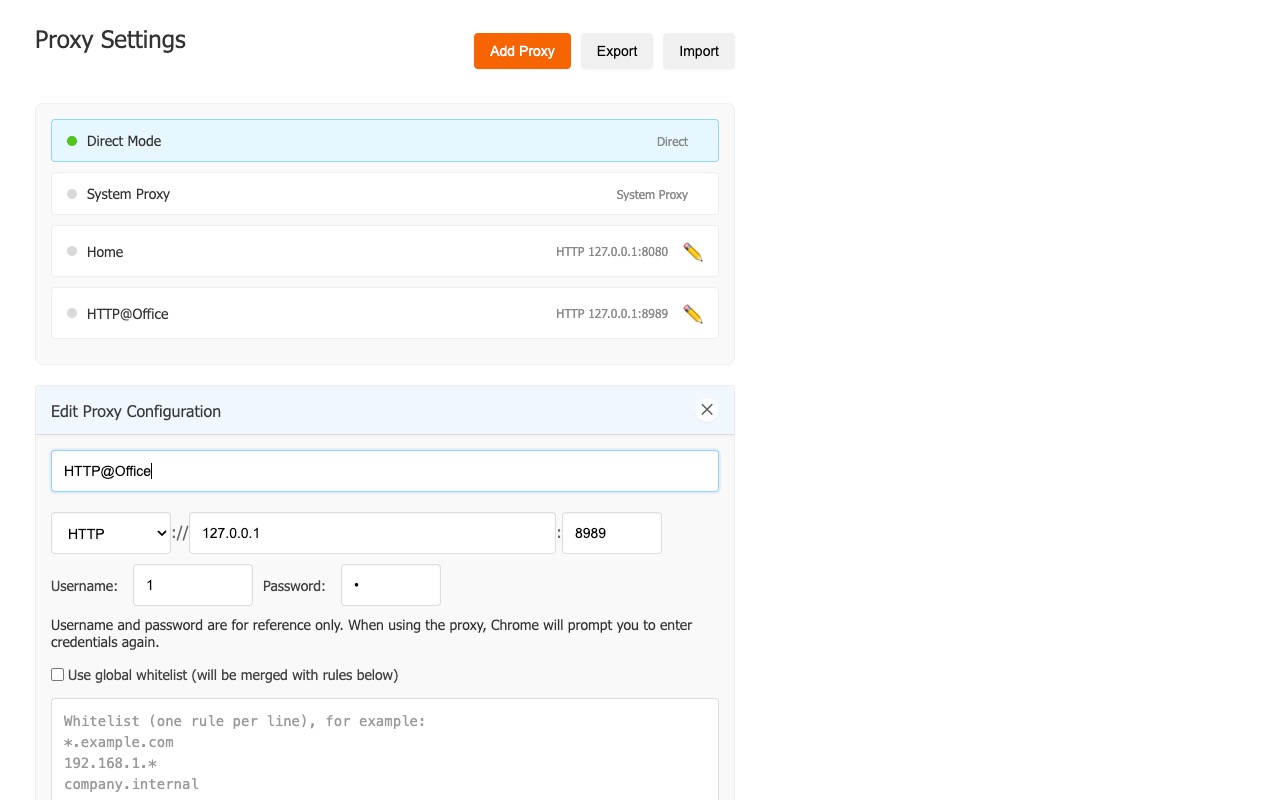 Proxy Settings
Add Proxy
Export
Import
Direct Mode
Direct
System Proxy
System Proxy
Home
HTTP 127.0.0.1:8080
HTTP@Office
HTTP 127.0.0.1:8989
Edit Proxy Configuration
HTTP@Office
HTTP :// 127.0.0.1 : 8989
Username: 1 Password: •
Username and password are for reference only. When using the proxy, Chrome will prompt you to enter
credentials again.
Use global whitelist (will be merged with rules below)
Whitelist (one rule per line), for example:
*.example.com
192.168.1.*
company.internal